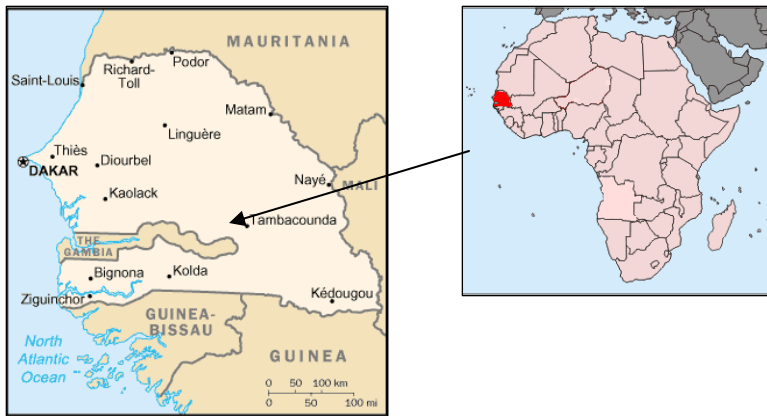 MAURITANIA
Podor
Richard-
Toll
Saint-Louis
Matam
Linguère
Thiès
DAKAR
Diourbel
Kaolack
Nayé
MALI
Tambacounda
THE
GAMBIA
Bignona
Kolda
Ziguinchor
Kédougou
GUINEA-
BISSAU
North
Atlantic
Ocean
GUINEA
0 50 100 km
0 50 100 mi